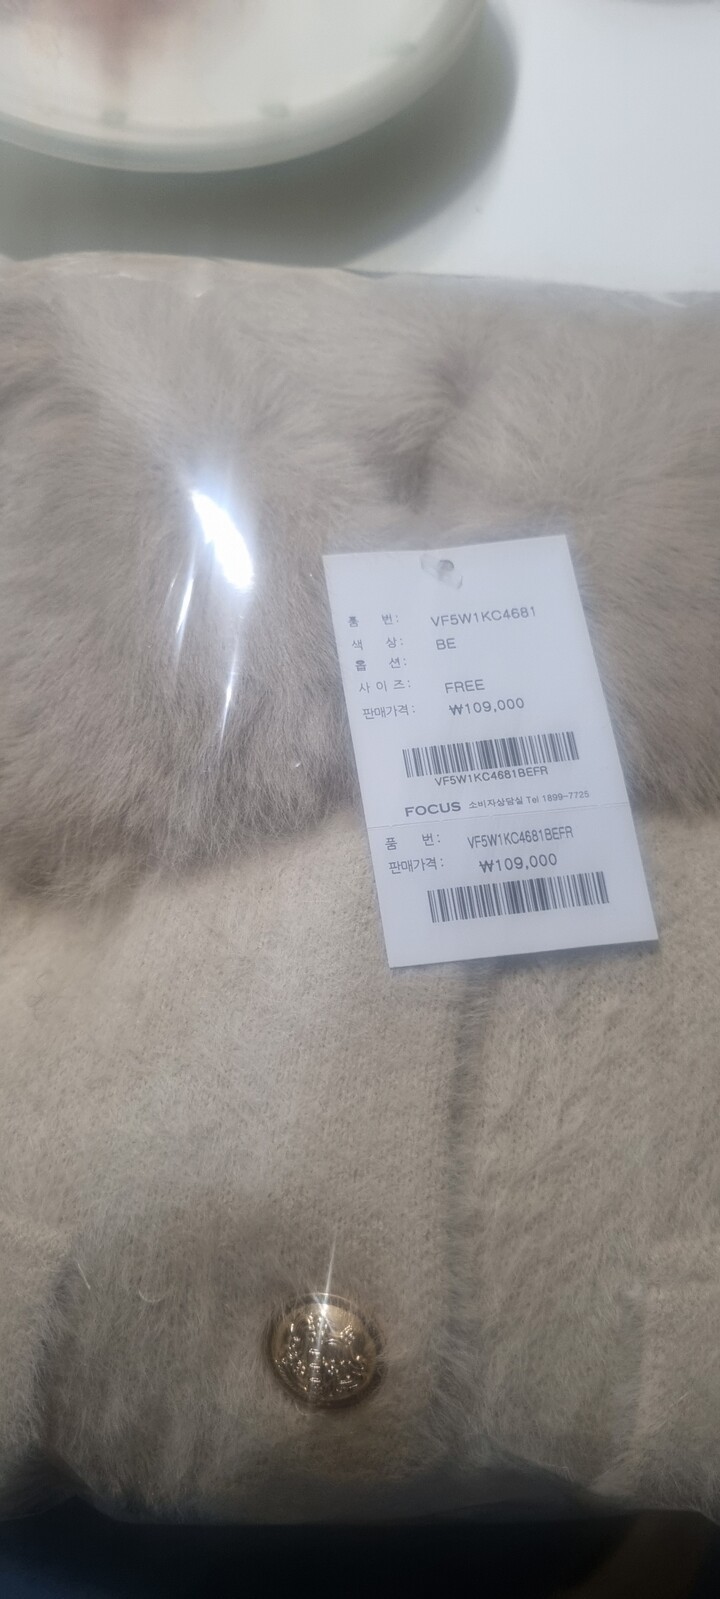 품 번: VF5W1KC4681
색 상: BE
옵 션:
사 이 즈: FREE
판매가격: ₩109,000
VF5W1KC4681BEFR
FOCUS 소비자상담실 Tel 1899-7725
품 번: VF5W1KC4681BEFR
판매가격: ₩109,000